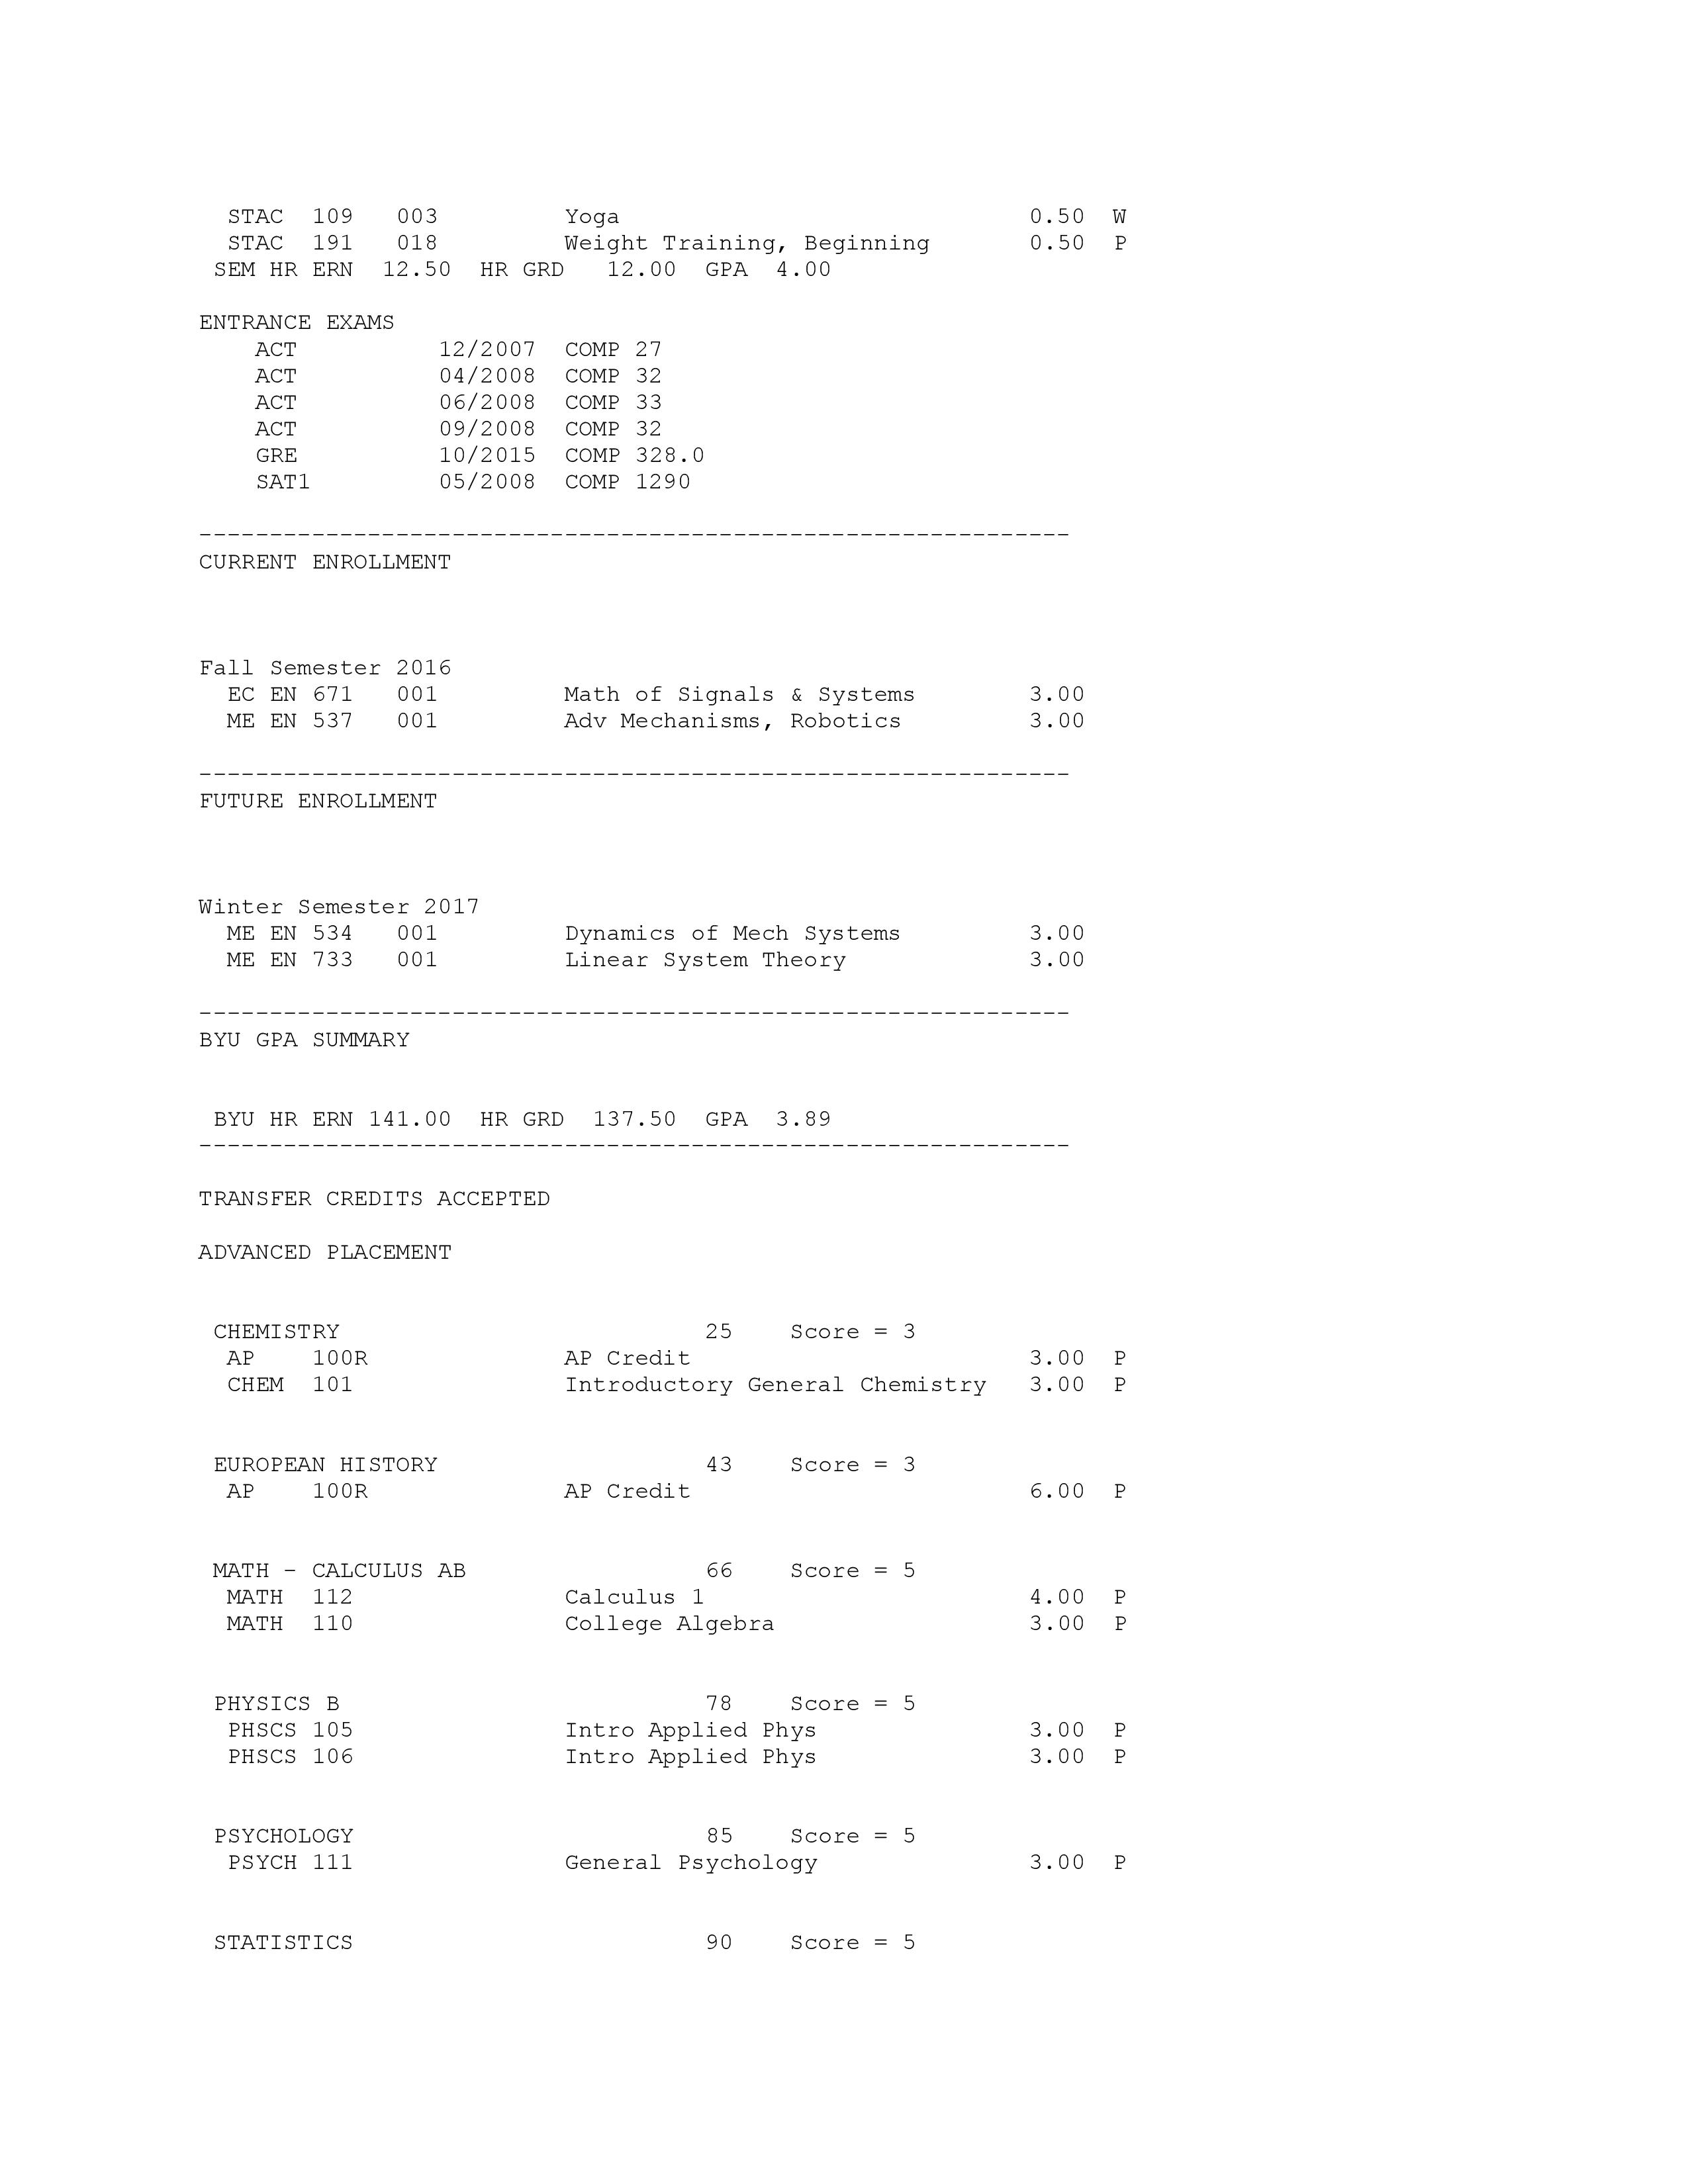 STAC 109 003 Yoga 0.50 W
STAC 191 018 Weight Training, Beginning 0.50 P
SEM HR ERN 12.50 HR GRD 12.00 GPA 4.00
ENTRANCE EXAMS
ACT 12/2007 COMP 27
ACT 04/2008 COMP 32
ACT 06/2008 COMP 33
ACT 09/2008 COMP 32
GRE 10/2015 COMP 328.0
SAT1 05/2008 COMP 1290
--------------------------------------------------------------
CURRENT ENROLLMENT
Fall Semester 2016
EC EN 671 001 Math of Signals & Systems 3.00
ME EN 537 001 Adv Mechanisms, Robotics 3.00
--------------------------------------------------------------
FUTURE ENROLLMENT
Winter Semester 2017
ME EN 534 001 Dynamics of Mech Systems 3.00
ME EN 733 001 Linear System Theory 3.00
--------------------------------------------------------------
BYU GPA SUMMARY
BYU HR ERN 141.00 HR GRD 137.50 GPA 3.89
--------------------------------------------------------------
TRANSFER CREDITS ACCEPTED
ADVANCED PLACEMENT
CHEMISTRY 25 Score = 3
AP 100R AP Credit 3.00 P
CHEM 101 Introductory General Chemistry 3.00 P
EUROPEAN HISTORY 43 Score = 3
AP 100R AP Credit 6.00 P
MATH - CALCULUS AB 66 Score = 5
MATH 112 Calculus 1 4.00 P
MATH 110 College Algebra 3.00 P
PHYSICS B 78 Score = 5
PHSCS 105 Intro Applied Phys 3.00 P
PHSCS 106 Intro Applied Phys 3.00 P
PSYCHOLOGY 85 Score = 5
PSYCH 111 General Psychology 3.00 P
STATISTICS 90 Score = 5